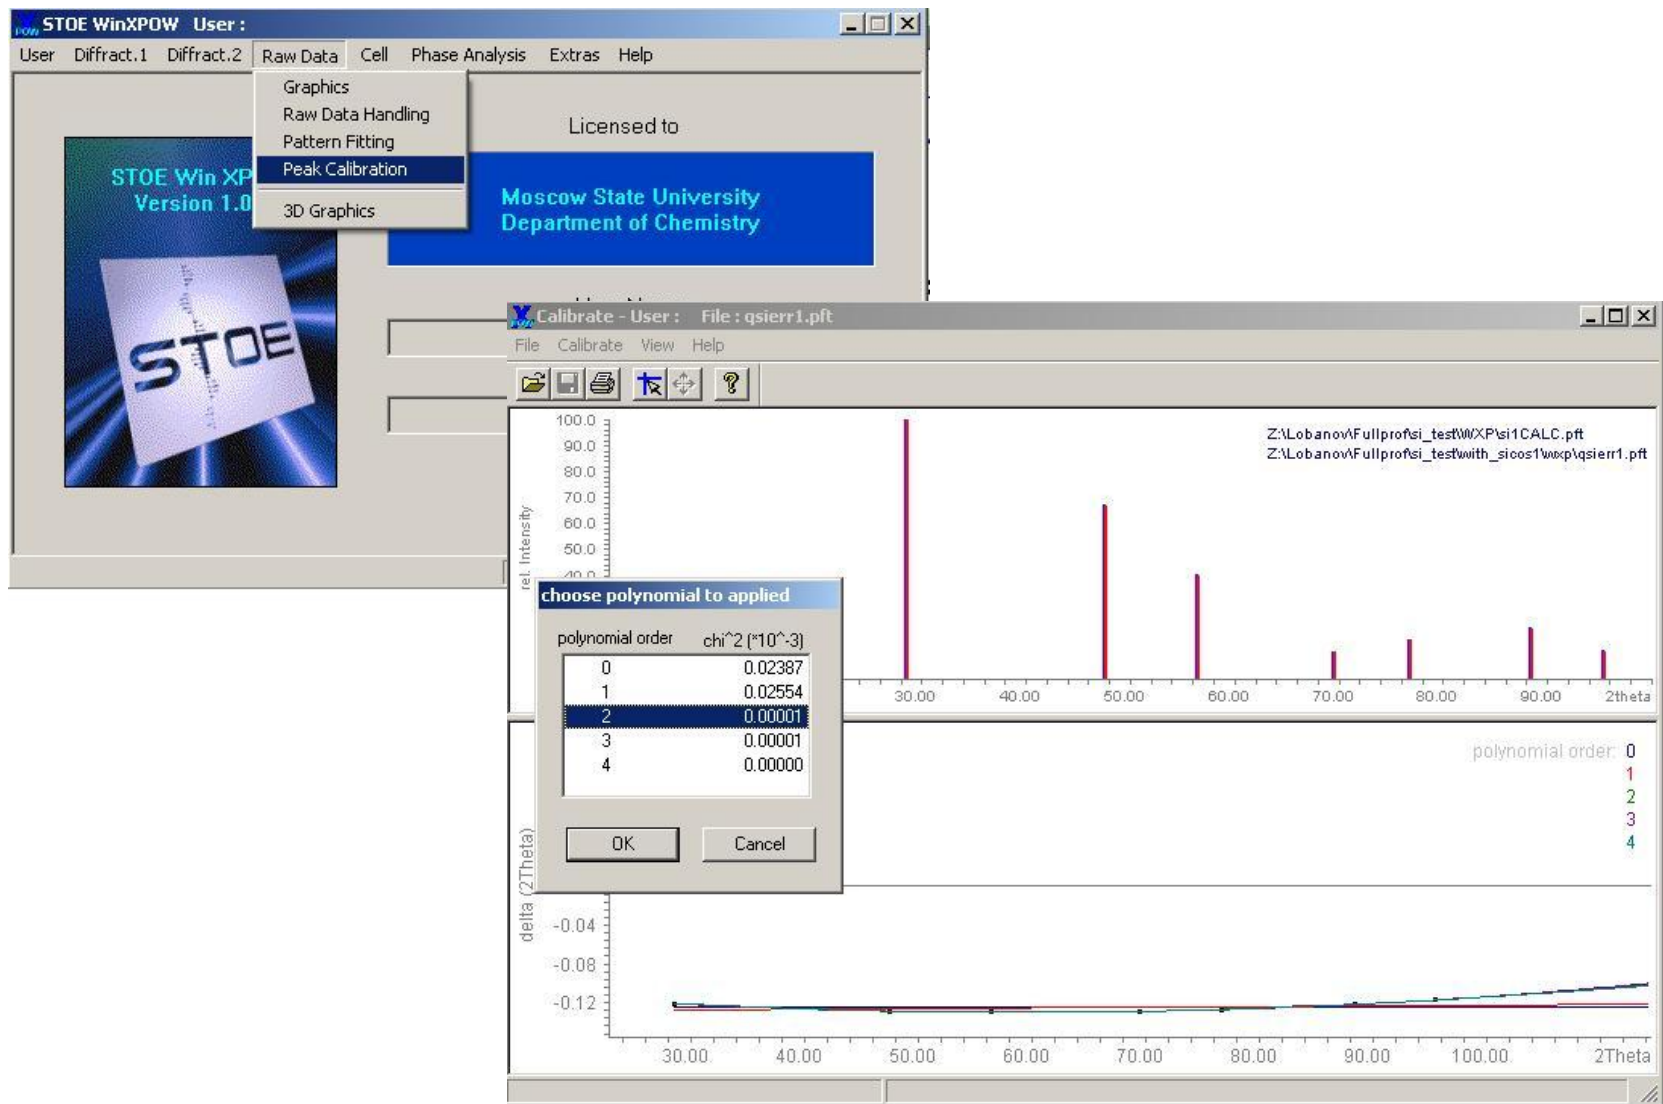 STOE WinXPOW User :
User Diffract.1 Diffract.2 Raw Data Cell Phase Analysis Extras Help
Graphics
Raw Data Handling
Pattern Fitting
Peak Calibration
3D Graphics
STOE Win XP
Version 1.0
STOE
Licensed to
Moscow State University
Department of Chemistry
Calibrate - User : File : qsierr1.pft
File Calibrate View Help
Z:\Lobanov\Fullprof\si_test\WXP\si1CALC.pft
Z:\Lobanov\Fullprof\si_test\with_sicos1\wxp\qsierr1.pft
rel. Intensity
100.0
90.0
80.0
70.0
60.0
50.0
40.0
30.00 40.00 50.00 60.00 70.00 80.00 90.00 2theta
choose polynomial to applied
polynomial order chi^2 (*10^-3)
0 0.02387
1 0.02554
2 0.00001
3 0.00001
4 0.00000
OK Cancel
polynomial order: 0
1
2
3
4
delta (2Theta)
-0.04
-0.08
-0.12
30.00 40.00 50.00 60.00 70.00 80.00 90.00 100.00 2Theta